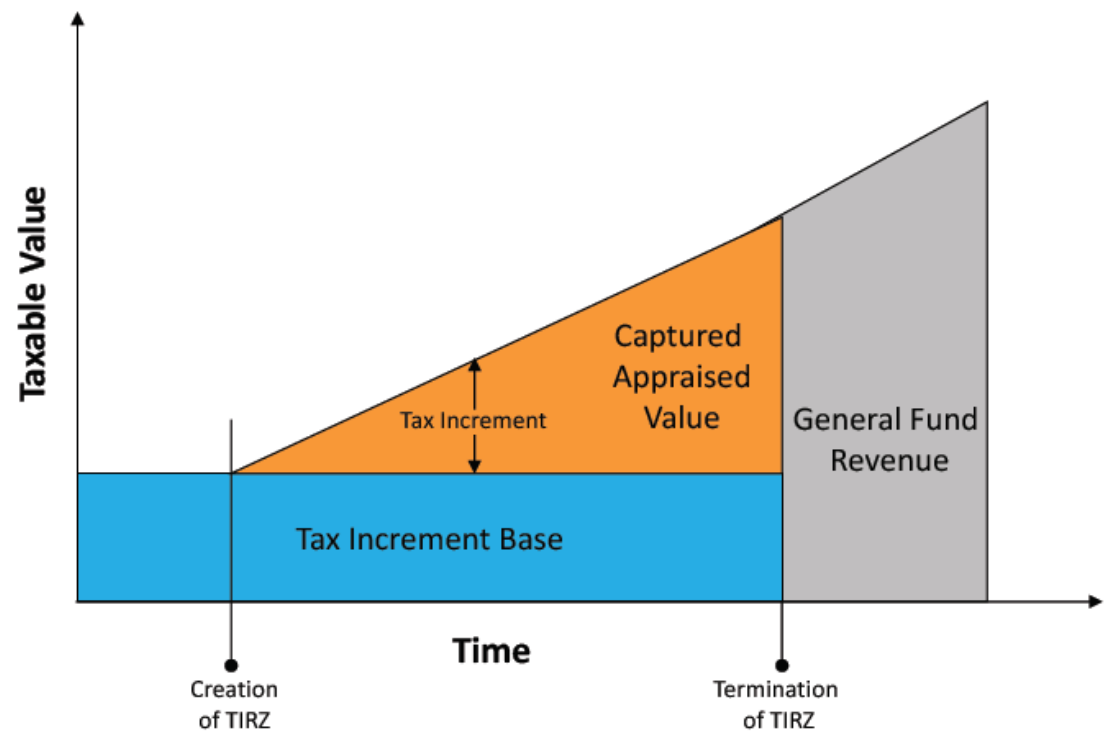 Taxable Value
Captured
Appraised
Value
Tax Increment
General Fund
Revenue
Tax Increment Base
Time
Creation
of TIRZ
Termination
of TIRZ